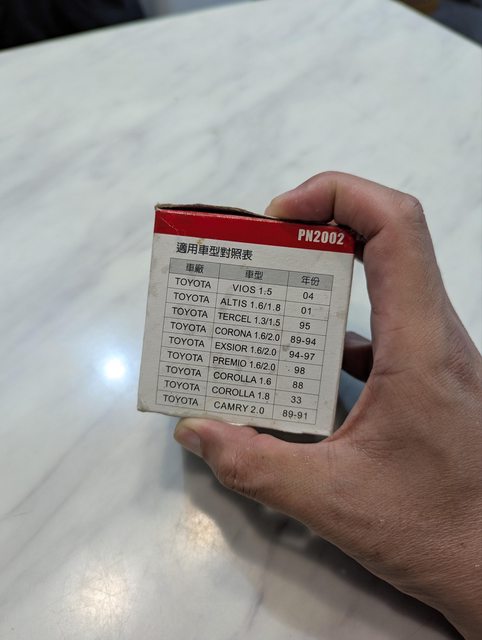 PN2002
適用車型對照表
車廠 車型 年份
TOYOTA VIOS 1.5 04
TOYOTA ALTIS 1.6/1.8 01
TOYOTA TERCEL 1.3/1.5 95
TOYOTA CORONA 1.6/2.0 89-94
TOYOTA EXSIOR 1.6/2.0 94-97
TOYOTA PREMIO 1.6/2.0 98
TOYOTA COROLLA 1.6 88
TOYOTA COROLLA 1.8 33
TOYOTA CAMRY 2.0 89-91